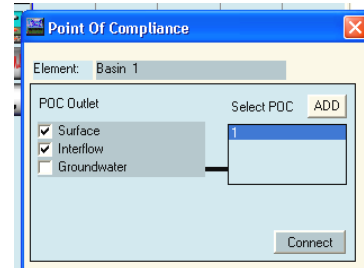 Point Of Compliance
Element: Basin 1
POC Outlet
Select POC ADD
Surface
1
Interflow
Groundwater
Connect